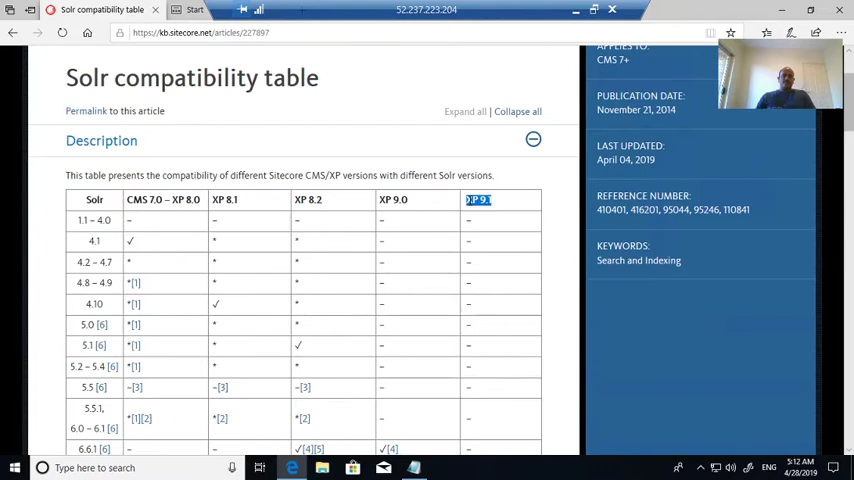 Solr compatibility table
Start
52.237.223.204
https://kb.sitecore.net/articles/227897
Solr compatibility table
Permalink to this article
Expand all | Collapse all
Description
This table presents the compatibility of different Sitecore CMS/XP versions with different Solr versions.
Solr CMS 7.0 – XP 8.0 XP 8.1 XP 8.2 XP 9.0 XP 9.1
1.1 – 4.0 – – – – –
4.1 ✓ * * – –
4.2 – 4.7 * * * – –
4.8 – 4.9 *[1] * * – –
4.10 *[1] ✓ * – –
5.0 [6] *[1] * * – –
5.1 [6] *[1] * ✓ – –
5.2 – 5.4 [6] *[1] * * – –
5.5 [6] –[3] –[3] –[3] – –
5.5.1,
6.0 – 6.1 [6] *[1][2] *[2] *[2] – –
6.6.1 [6] – – ✓[4][5] ✓[4] –
APPLIES TO:
CMS 7+
PUBLICATION DATE:
November 21, 2014
LAST UPDATED:
April 04, 2019
REFERENCE NUMBER:
410401, 416201, 95044, 95246, 110841
KEYWORDS:
Search and Indexing
Type here to search
ENG
5:12 AM
4/28/2019